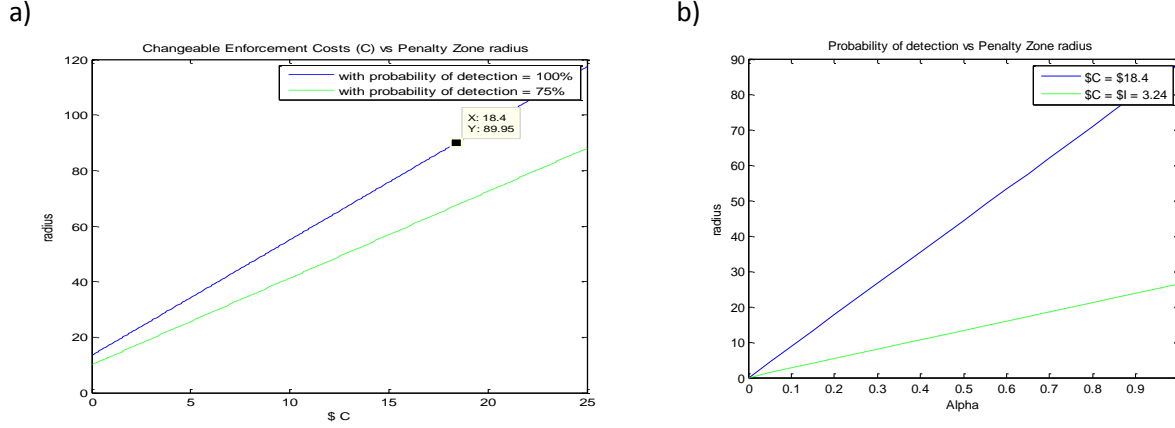 a)
Changeable Enforcement Costs (C) vs Penalty Zone radius
120
100
80
60
40
20
0
radius
with probability of detection = 100%
with probability of detection = 75%
X: 18.4
Y: 89.95
0 5 10 15 20 25
$ C
b)
Probability of detection vs Penalty Zone radius
90
80
70
60
50
40
30
20
10
0
radius
$C = $18.4
$C = $I = 3.24
0 0.1 0.2 0.3 0.4 0.5 0.6 0.7 0.8 0.9
Alpha